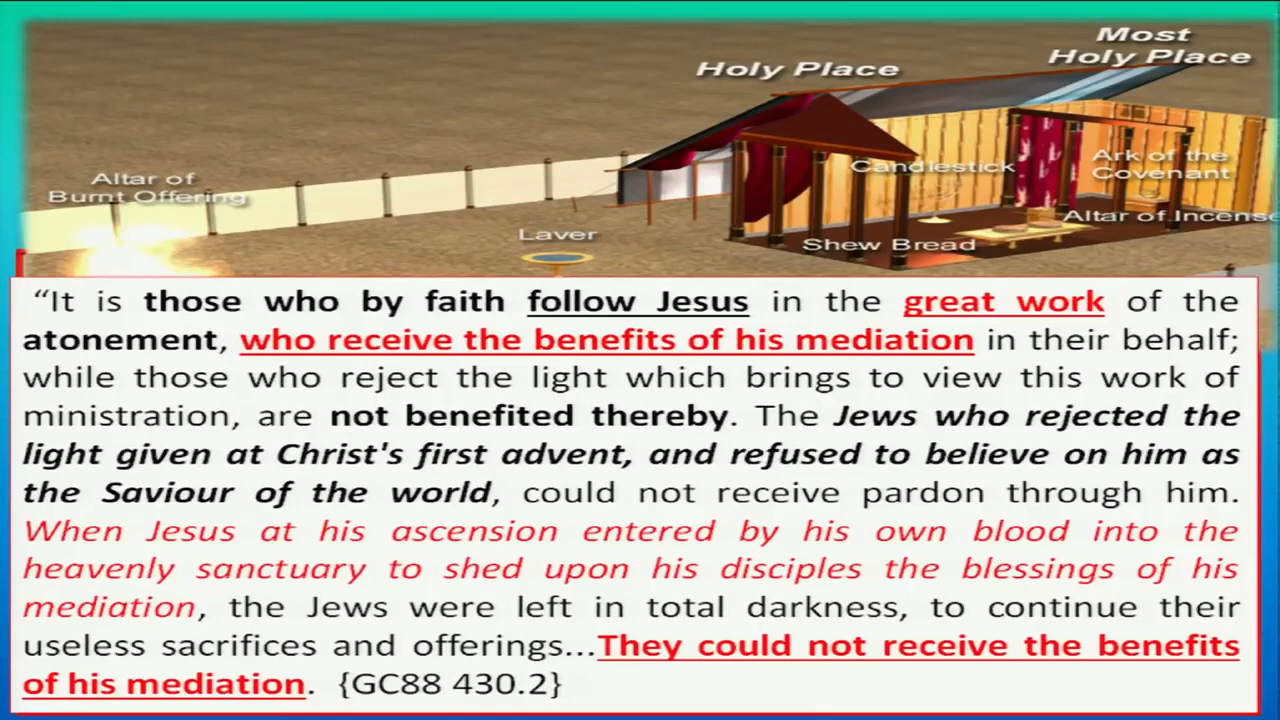 Most
Holy Place
Holy Place
Candlestick
Ark of the
Covenant
Altar of
Burnt Offering
Altar of Incense
Laver
Shew Bread
“It is those who by faith follow Jesus in the great work of the
atonement, who receive the benefits of his mediation in their behalf;
while those who reject the light which brings to view this work of
ministration, are not benefited thereby. The Jews who rejected the
light given at Christ's first advent, and refused to believe on him as
the Saviour of the world, could not receive pardon through him.
When Jesus at his ascension entered by his own blood into the
heavenly sanctuary to shed upon his disciples the blessings of his
mediation, the Jews were left in total darkness, to continue their
useless sacrifices and offerings...They could not receive the benefits
of his mediation. {GC88 430.2}